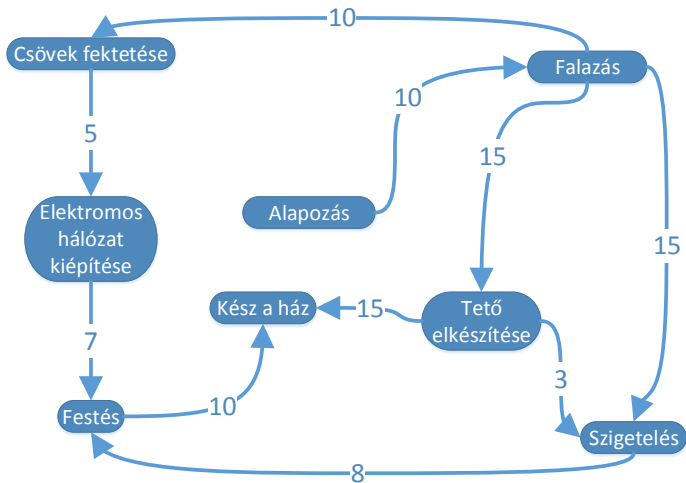 10
Csövek fektetése
Falazás
10
5
15
Elektromos
hálózat
kiépítése
Alapozás
15
Kész a ház
15
Tető
elkészítése
7
3
10
Festés
Szigetelés
8